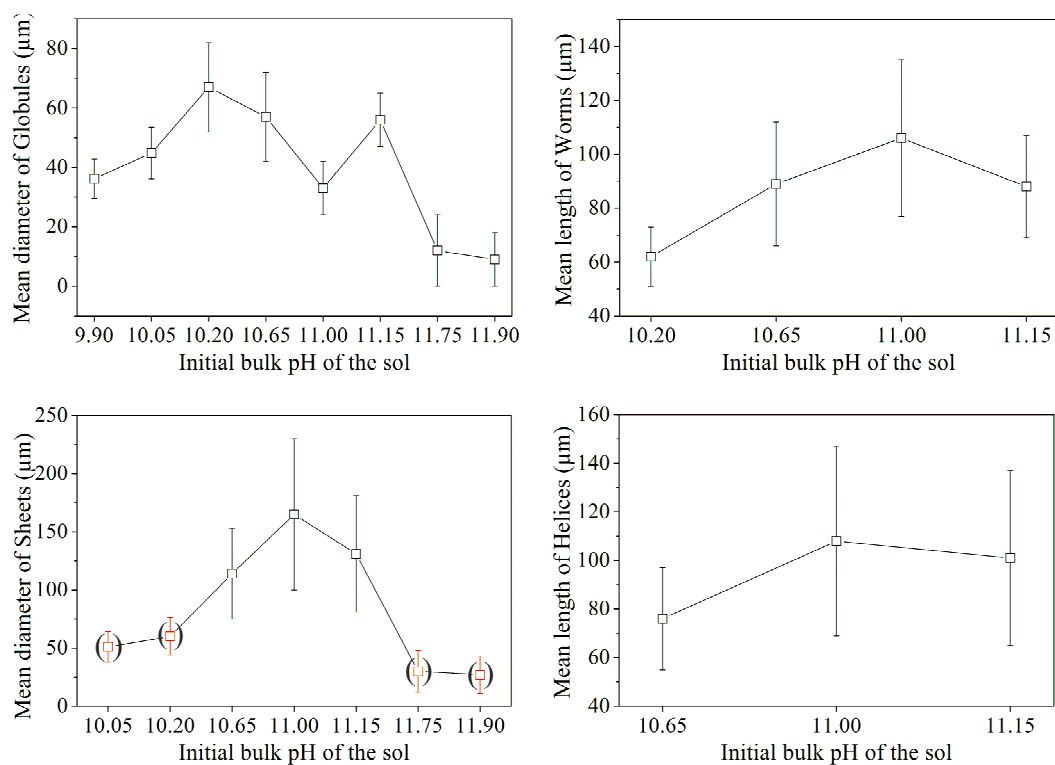 Mean diameter of Globules (µm)
80
60
40
20
0
9.90 10.05 10.20 10.65 11.00 11.15 11.75 11.90
Initial bulk pH of the sol
Mean length of Worms (µm)
140
120
100
80
60
40
10.20 10.65 11.00 11.15
Initial bulk pH of the sol
Mean diameter of Sheets (µm)
250
200
150
100
50
0
( ) ( ) ( ) ( )
10.05 10.20 10.65 11.00 11.15 11.75 11.90
Initial bulk pH of the sol
Mean length of Helices (µm)
160
140
120
100
80
60
40
10.65 11.00 11.15
Initial bulk pH of the sol